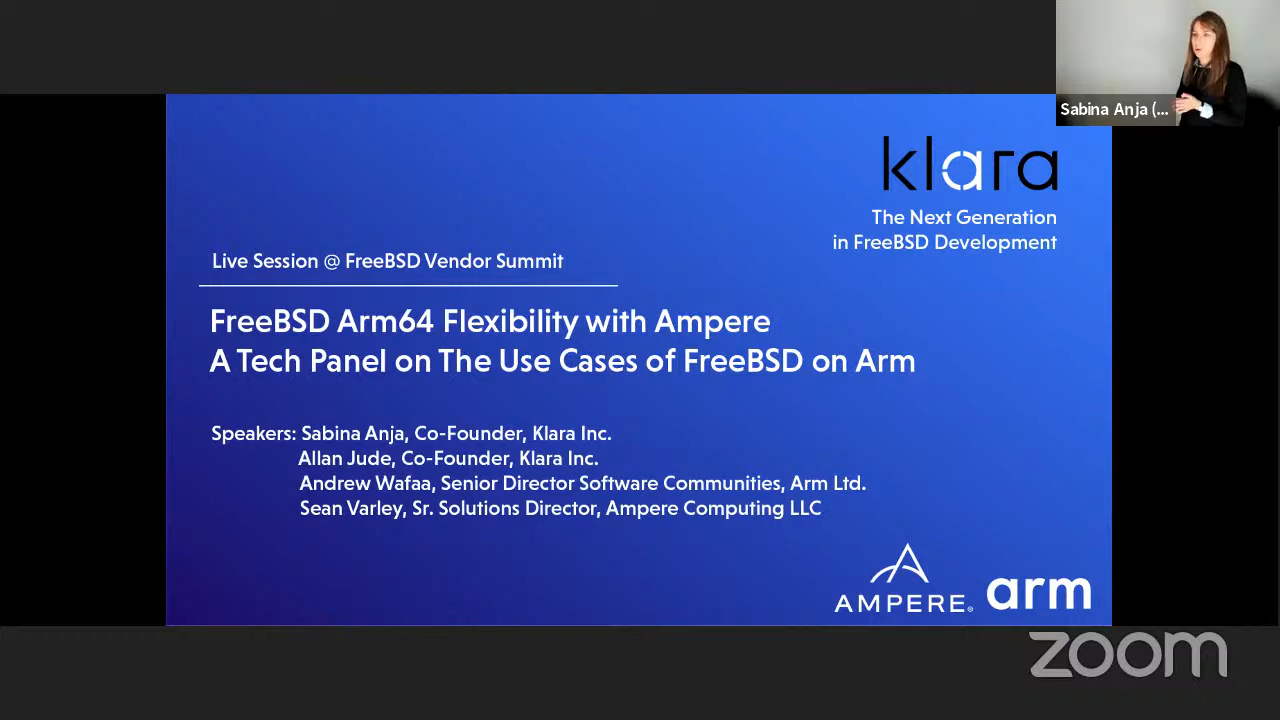 Sabina Anja (...
klara
The Next Generation
in FreeBSD Development
Live Session @ FreeBSD Vendor Summit
FreeBSD Arm64 Flexibility with Ampere
A Tech Panel on The Use Cases of FreeBSD on Arm
Speakers: Sabina Anja, Co-Founder, Klara Inc.
Allan Jude, Co-Founder, Klara Inc.
Andrew Wafaa, Senior Director Software Communities, Arm Ltd.
Sean Varley, Sr. Solutions Director, Ampere Computing LLC
AMPERE® arm
zoom